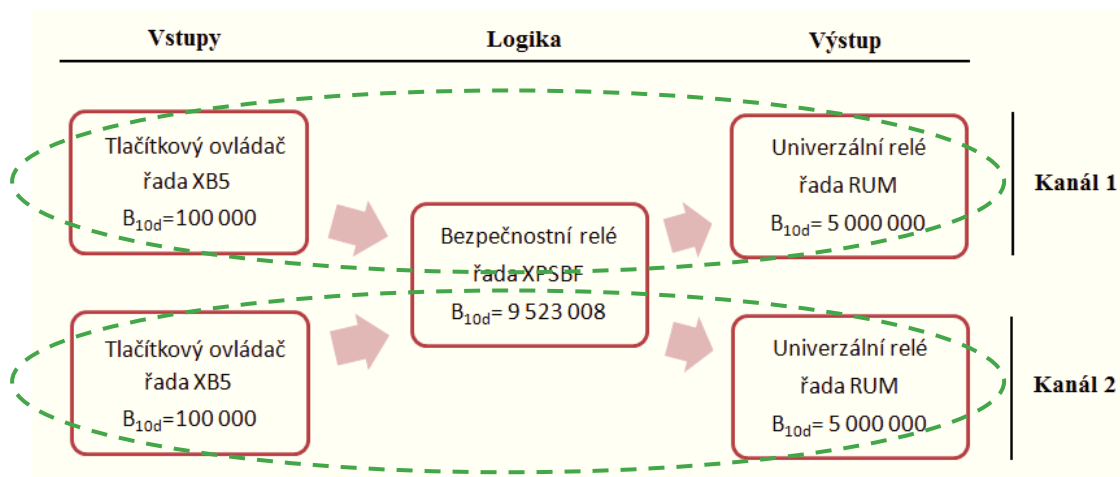 Vstupy
Logika
Výstup
Tlačítkový ovládač
řada XB5
B10d=100 000
Univerzální relé
řada RUM
B10d= 5 000 000
Kanál 1
Bezpečnostní relé
řada XPSBF
B10d= 9 523 008
Tlačítkový ovládač
řada XB5
B10d=100 000
Univerzální relé
řada RUM
B10d= 5 000 000
Kanál 2